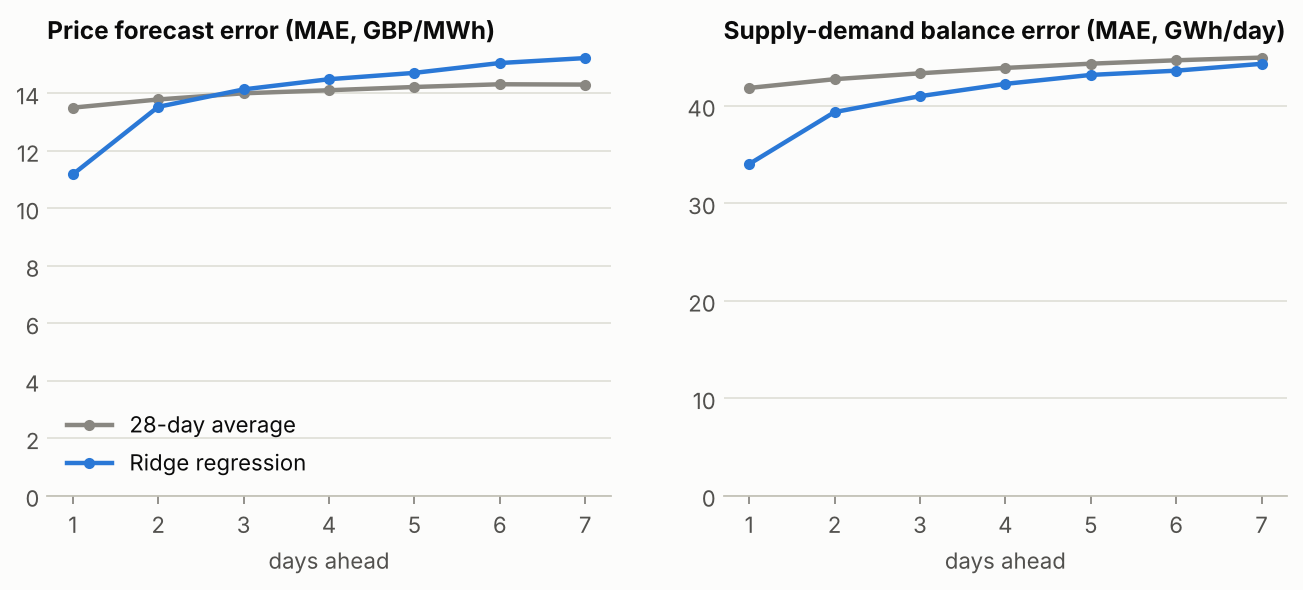 Price forecast error (MAE, GBP/MWh)
14
12
10
8
6
4
2
0
28-day average
Ridge regression
1 2 3 4 5 6 7
days ahead
Supply-demand balance error (MAE, GWh/day)
40
30
20
10
0
1 2 3 4 5 6 7
days ahead